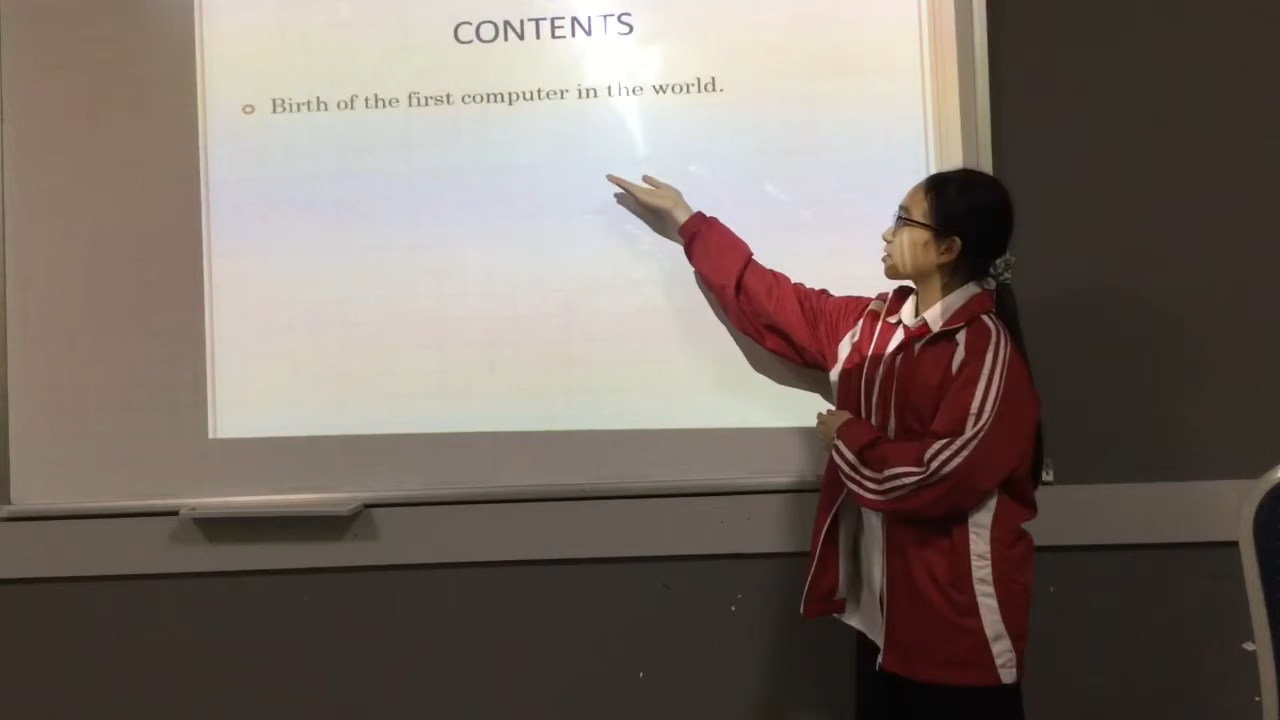 CONTENTS
Birth of the first computer in the world.